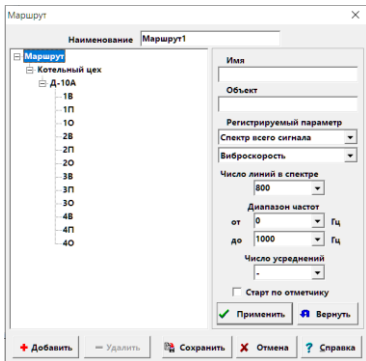 Маршрут
Наименование Маршрут1
Маршрут
Котельный цех
Д-10А
1В
1П
1О
2В
2П
2О
3В
3П
3О
4В
4П
4О
Имя
Объект
Регистрируемый параметр
Спектр всего сигнала
Виброскорость
Число линий в спектре
800
Диапазон частот
от 0 Гц
до 1000 Гц
Число усреднений
-
Старт по отметчику
Применить Вернуть
Добавить Удалить Сохранить Отмена Справка